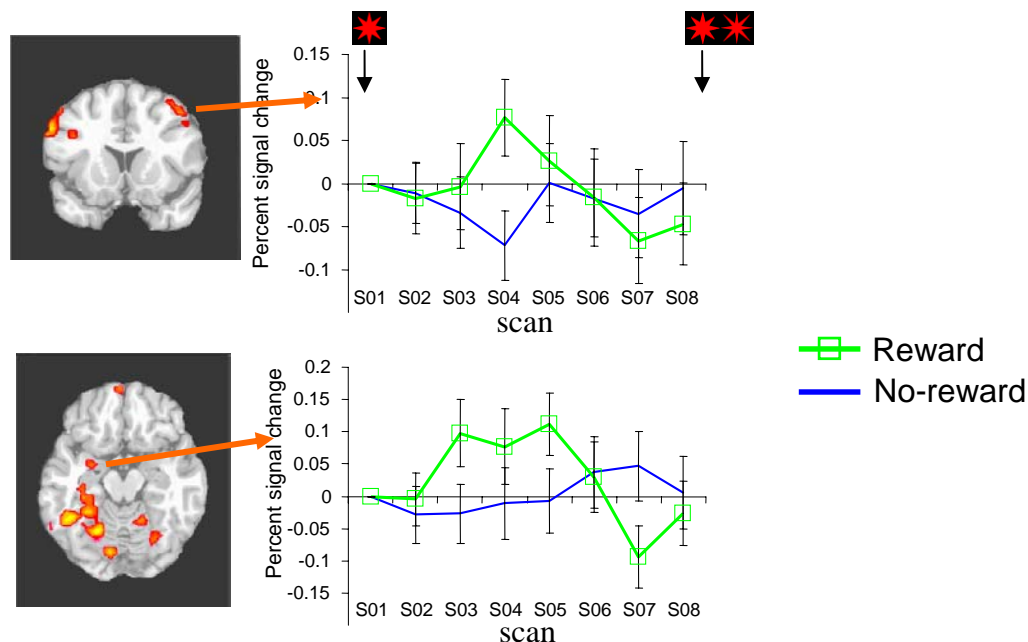 0.15
0.1
0.05
0
-0.05
-0.1
Percent signal change
S01 S02 S03 S04 S05 S06 S07 S08
scan
0.2
0.15
0.1
0.05
0
-0.05
-0.1
-0.15
Percent signal change
S01 S02 S03 S04 S05 S06 S07 S08
scan
Reward
No-reward